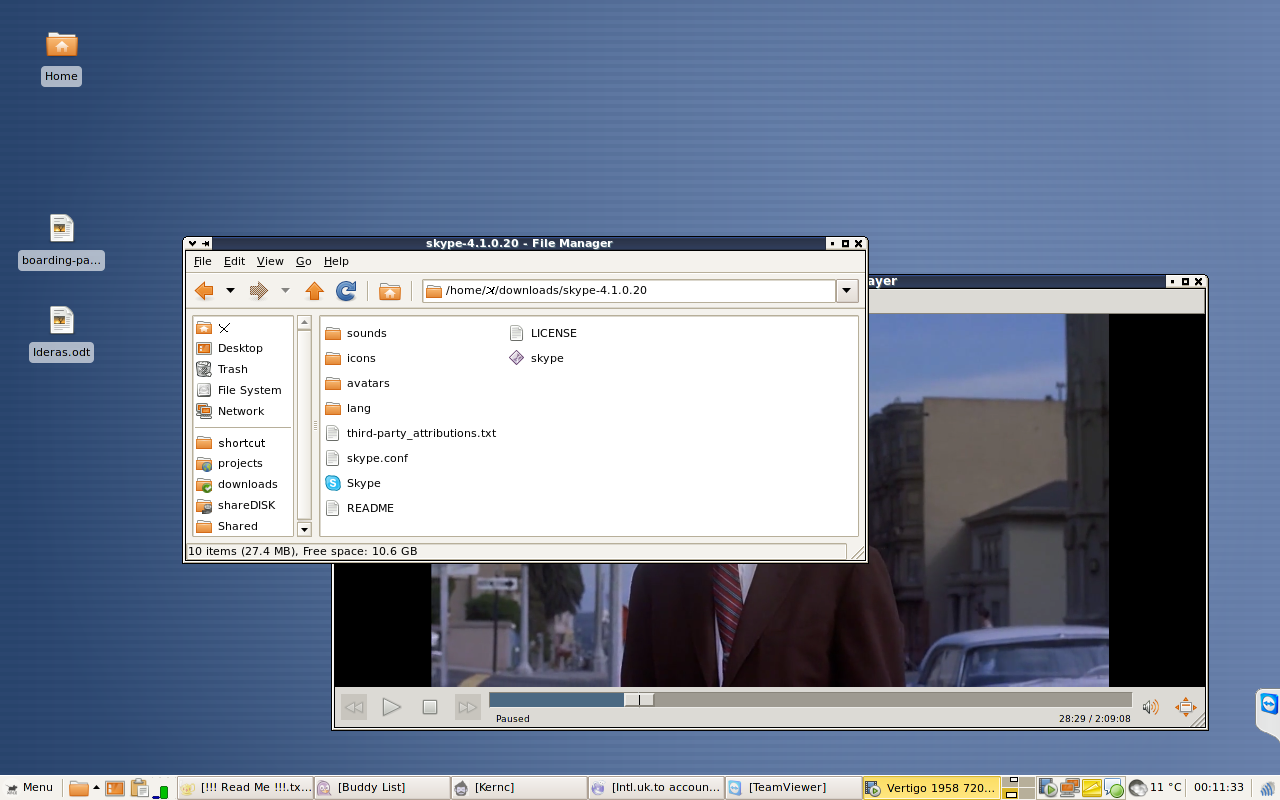 Home
boarding-pa...
Ideras.odt
skype-4.1.0.20 - File Manager
File Edit View Go Help
/home/X/downloads/skype-4.1.0.20
X
Desktop
Trash
File System
Network
shortcut
projects
downloads
shareDISK
Shared
sounds
icons
avatars
lang
third-party_attributions.txt
skype.conf
Skype
README
LICENSE
skype
10 items (27.4 MB), Free space: 10.6 GB
ayer
Paused
28:29 / 2:09:08
Menu
[!!! Read Me !!!.tx...
[Buddy List]
[Kernc]
[Intl.uk.to accoun...
[TeamViewer]
Vertigo 1958 720...
11 °C
00:11:33